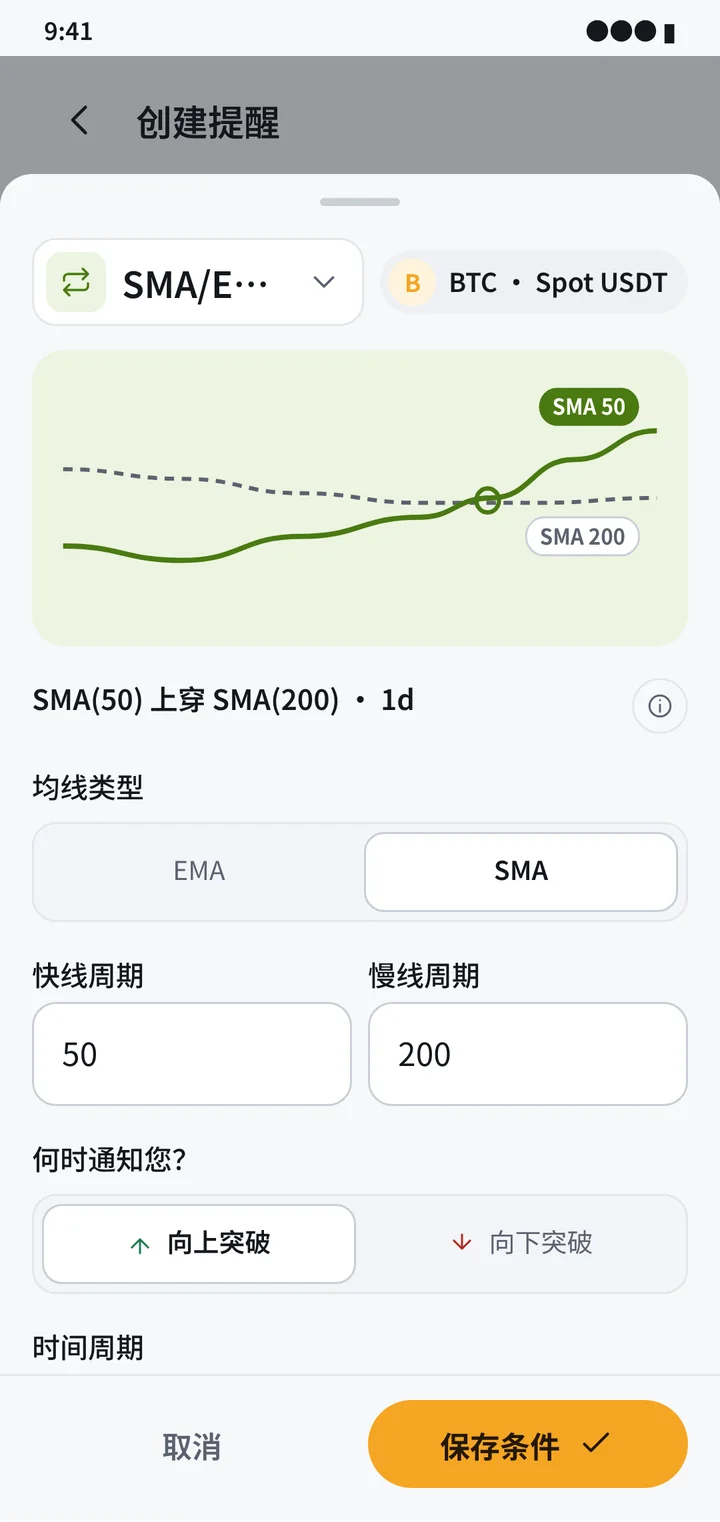 9:41
创建提醒
SMA/E···
B BTC · Spot USDT
SMA 50
SMA 200
SMA(50) 上穿 SMA(200) · 1d
均线类型
EMA SMA
快线周期 慢线周期
50 200
何时通知您?
向上突破 向下突破
时间周期
取消 保存条件